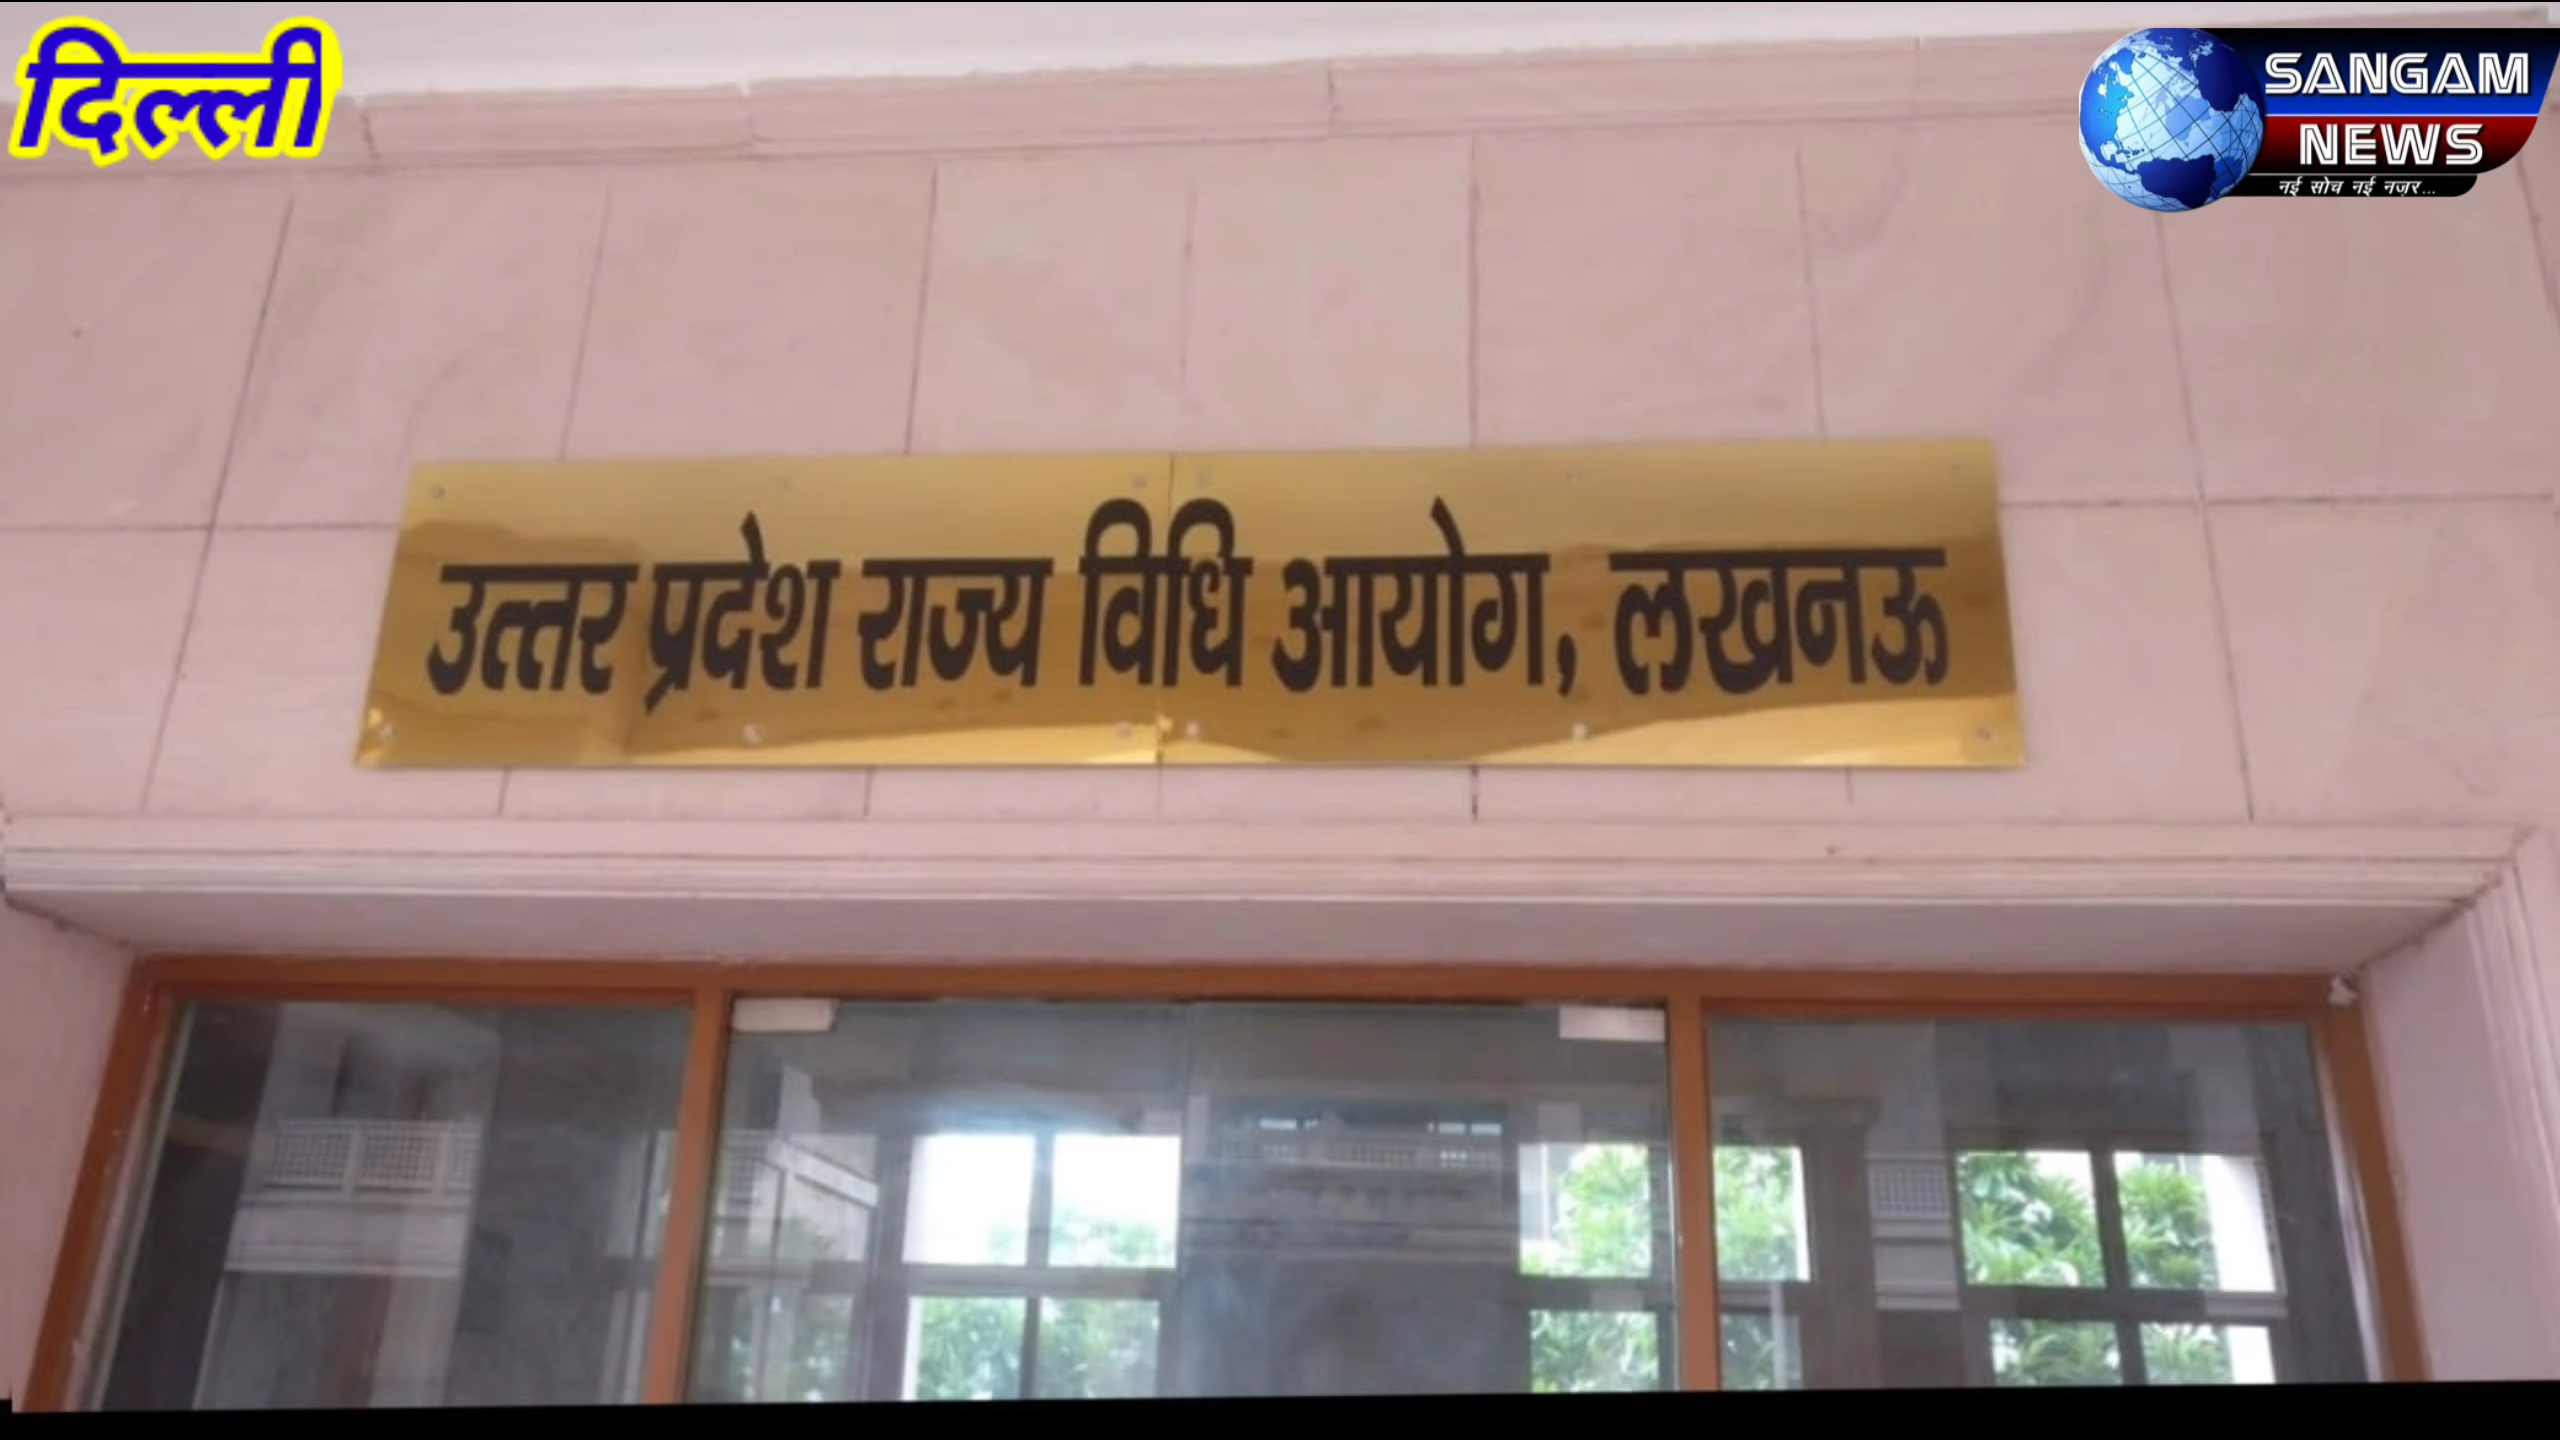 दिल्ली
SANGAM
NEWS
नई सोच नई नज़र...
उत्तर प्रदेश राज्य विधि आयोग, लखनऊ